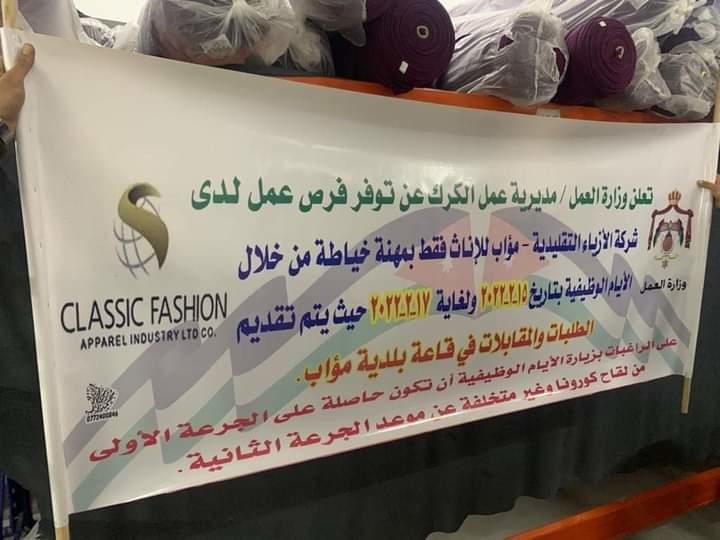 تعلن وزارة العمل / مديرية عمل الكرك عن توفر فرص عمل لدى
شركة الأزياء التقليدية - مؤاب للإناث فقط بمهنة خياطة من خلال
الأيام الوظيفية بتاريخ ٢٠٢٢.٢.١٥ ولغاية ٢٠٢٢.٢.١٧ حيث يتم تقديم
الطلبات والمقابلات في قاعة بلدية مؤاب.
على الراغبات بزيارة الايام الوظيفية أن تكون حاصلة على الجرعة الأولى
من لقاح كورونا وغير متخلفة عن موعد الجرعة الثانية.
وزارة العمل
CLASSIC FASHION
APPAREL INDUSTRY LTD CO.